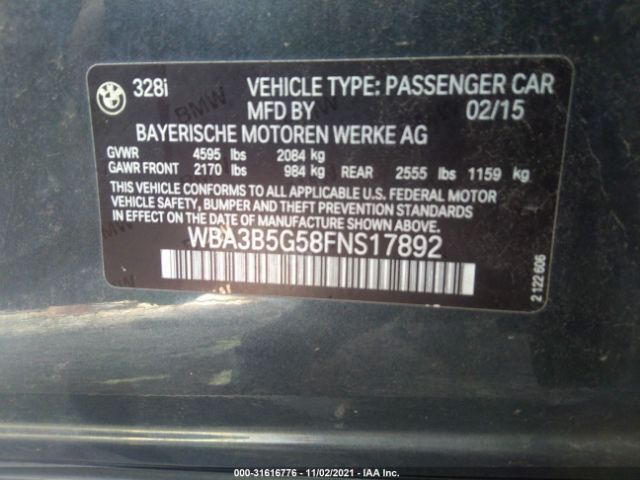 328i VEHICLE TYPE: PASSENGER CAR
MFD BY 02/15
BAYERISCHE MOTOREN WERKE AG
GVWR 4595 lbs 2084 kg
GAWR FRONT 2170 lbs 984 kg REAR 2555 lbs 1159 kg
THIS VEHICLE CONFORMS TO ALL APPLICABLE U.S. FEDERAL MOTOR
VEHICLE SAFETY, BUMPER AND THEFT PREVENTION STANDARDS
IN EFFECT ON THE DATE OF MANUFACTURE SHOWN ABOVE.
WBA3B5G58FNS17892
2 122 606
000-31616776 - 11/02/2021 - IAA Inc.